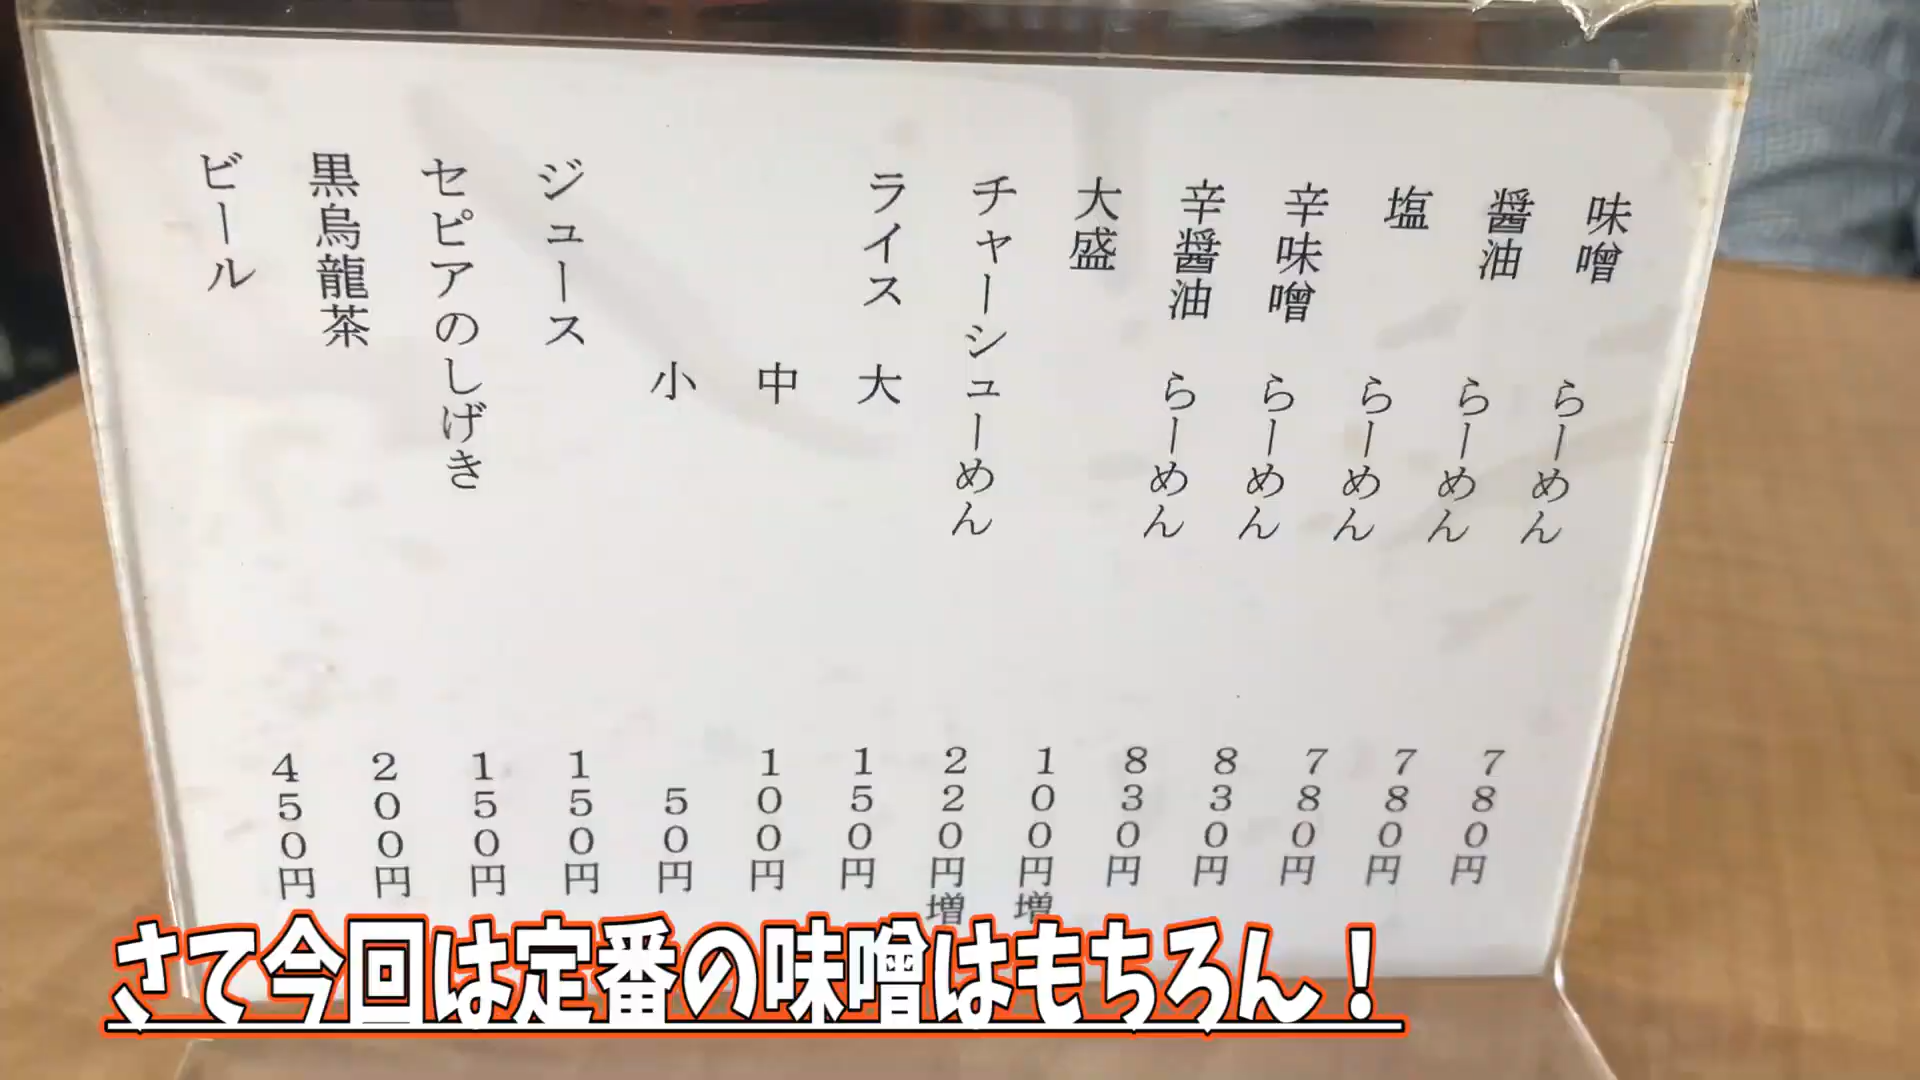 味噌 らーめん 780円
醤油 らーめん 780円
塩 らーめん 780円
辛味噌 らーめん 830円
辛醤油 らーめん 830円
大盛 100円増
チャーシューめん 220円増
ライス 大 150円
中 100円
小 50円
ジュース 150円
セピアのしげき 150円
黒烏龍茶 200円
ビール 450円
さて今回は定番の味噌はもちろん！